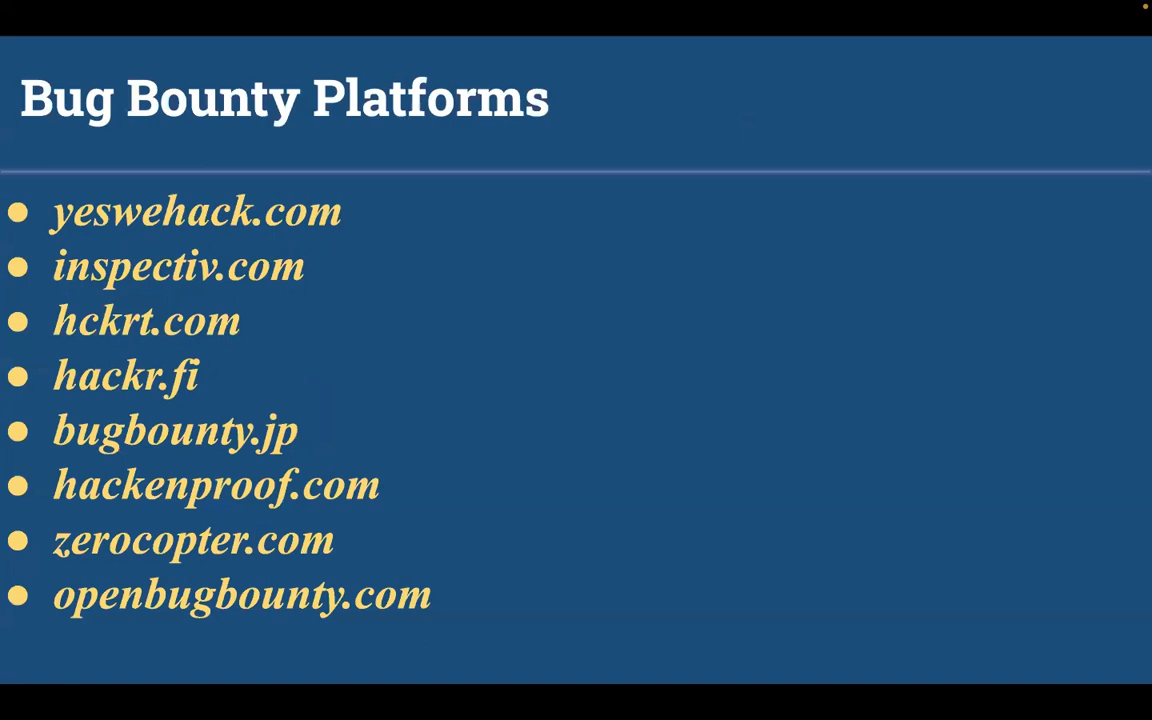 Bug Bounty Platforms
yeswehack.com
inspectiv.com
hckrt.com
hackr.fi
bugbounty.jp
hackenproof.com
zerocopter.com
openbugbounty.com